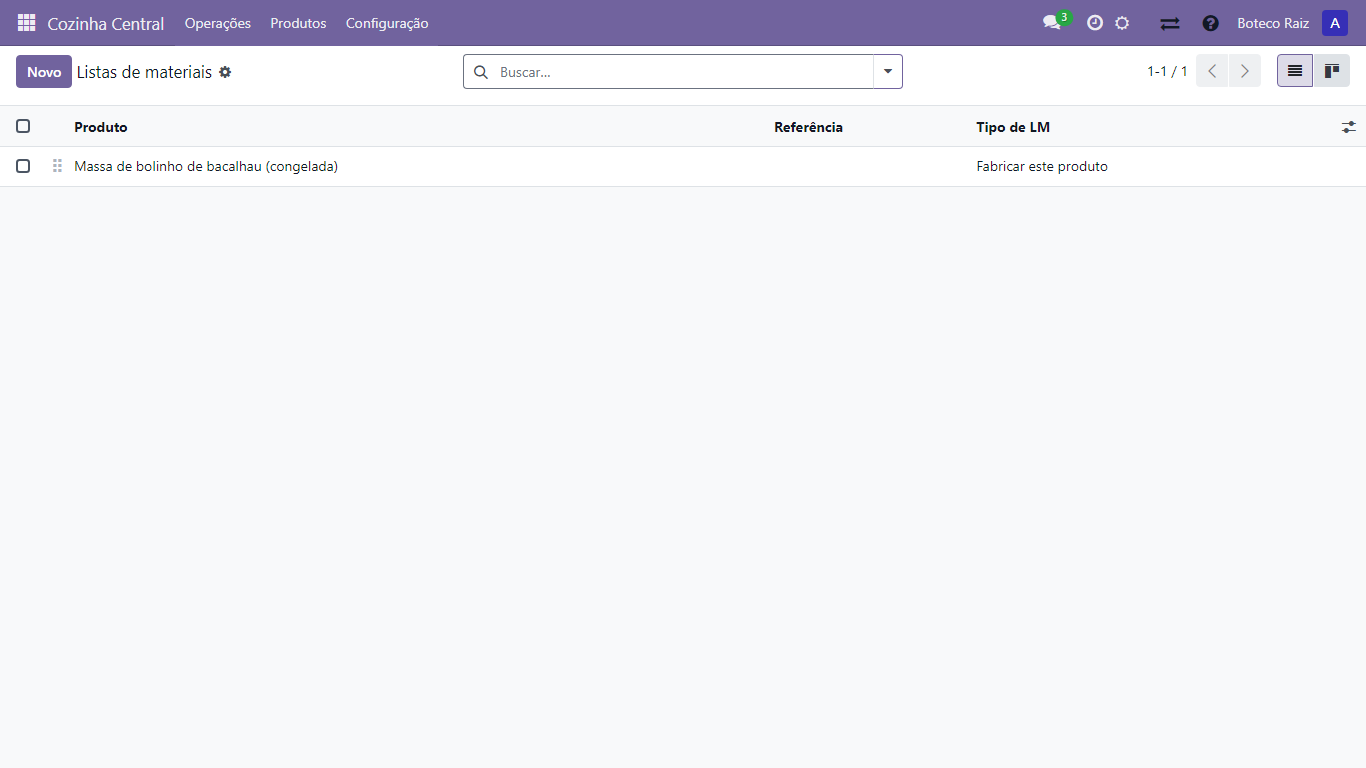 Cozinha Central Operações Produtos Configuração 3 Boteco Raiz A
Novo Listas de materiais Buscar... 1-1 / 1
Produto Referência Tipo de LM
Massa de bolinho de bacalhau (congelada) Fabricar este produto